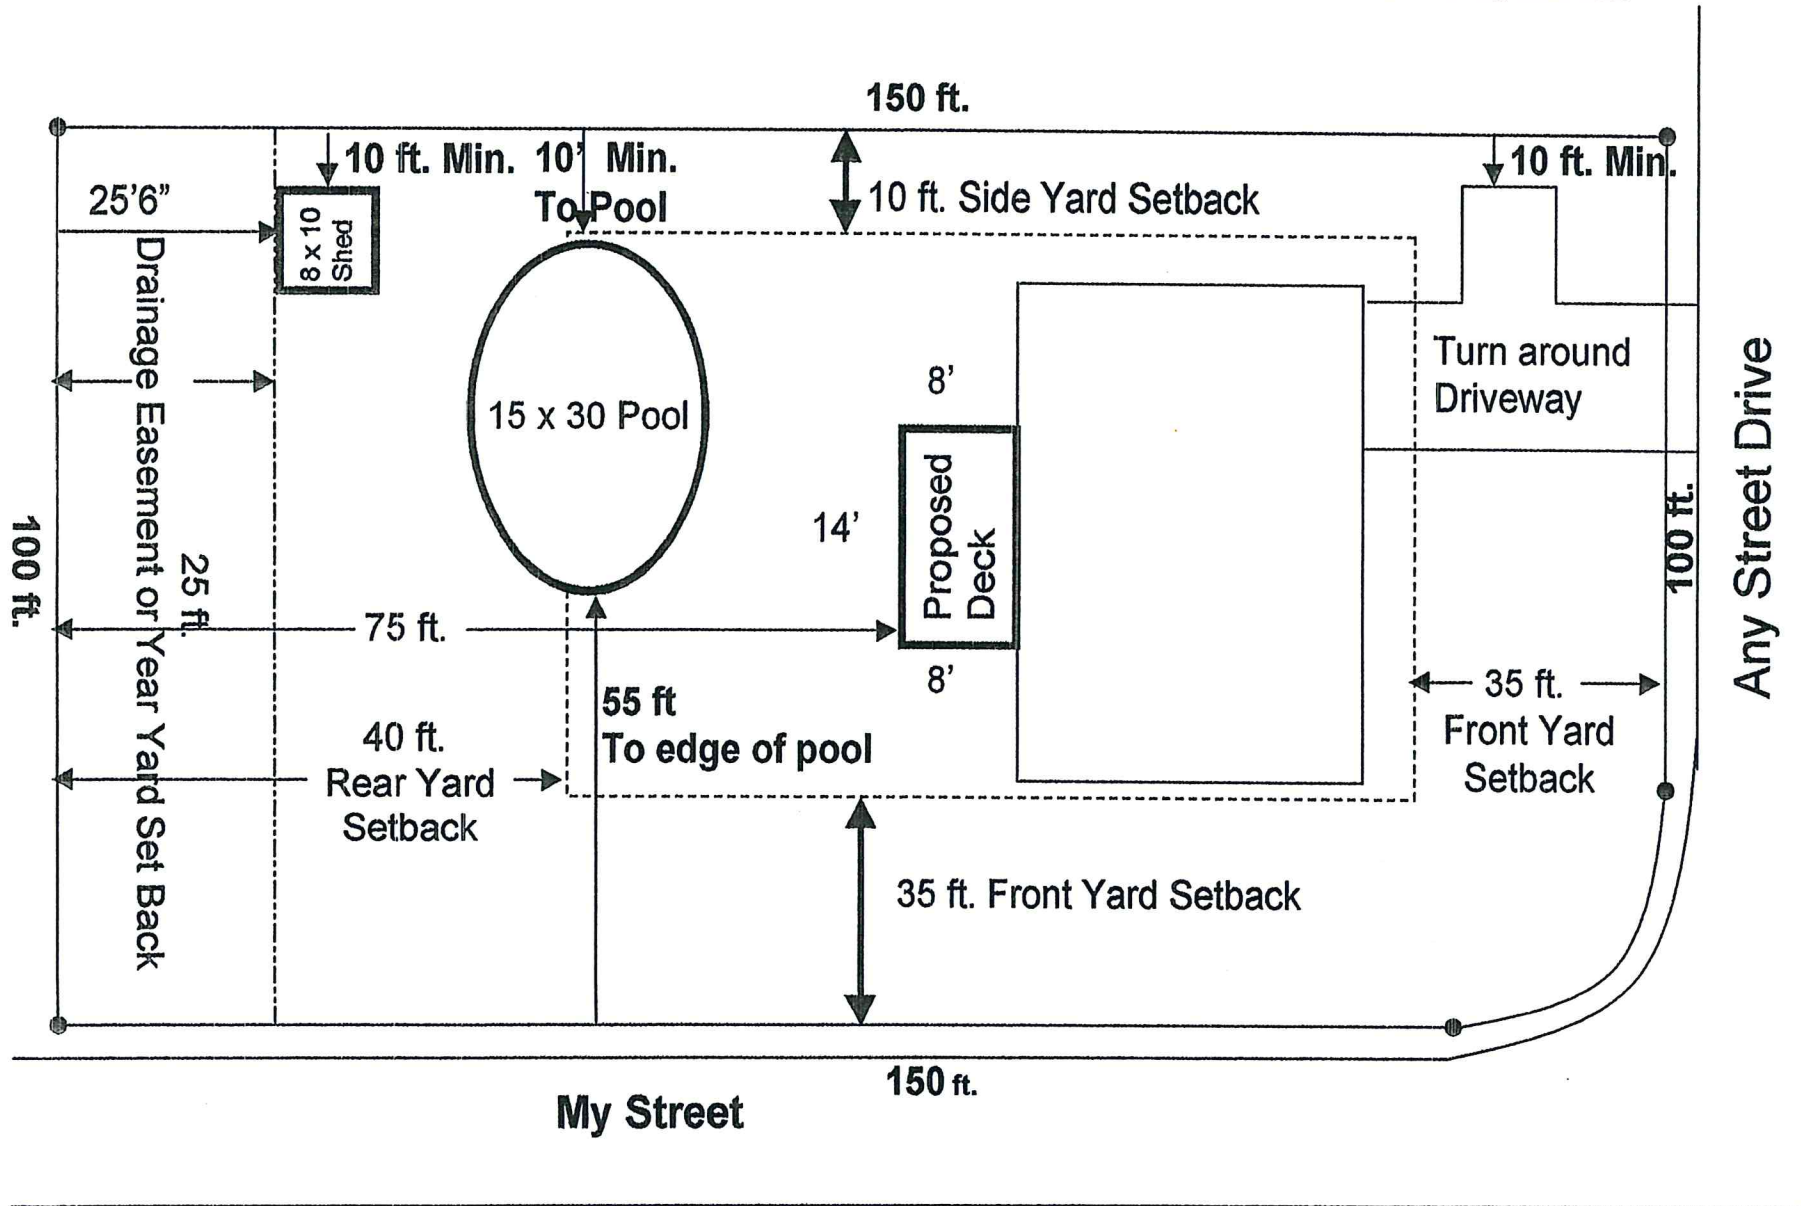 150 ft.
10 ft. Min.
10' Min.
To Pool
10 ft. Side Yard Setback
10 ft. Min.
25'6"
8 x 10
Shed
Drainage Easement or Year Yard Set Back
25 ft.
100 ft.
15 x 30 Pool
8'
14'
Proposed
Deck
8'
Turn around
Driveway
100 ft.
Any Street Drive
75 ft.
55 ft
To edge of pool
40 ft.
Rear Yard
Setback
35 ft.
Front Yard
Setback
35 ft. Front Yard Setback
150 ft.
My Street